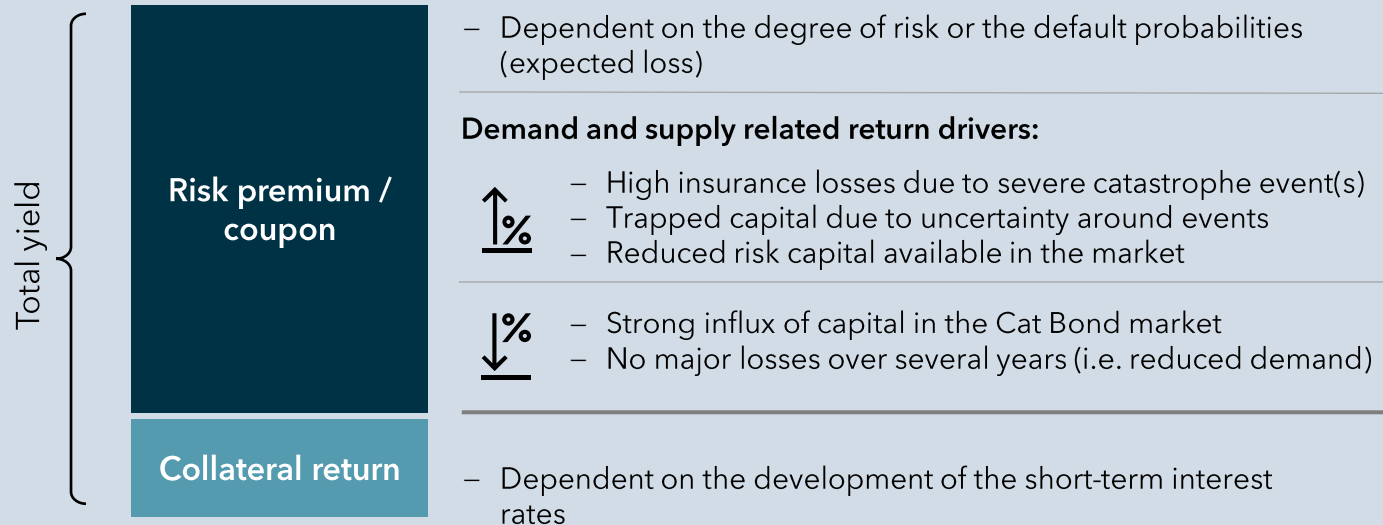 Total yield
Risk premium /
coupon
Collateral return
– Dependent on the degree of risk or the default probabilities
(expected loss)
Demand and supply related return drivers:
%
– High insurance losses due to severe catastrophe event(s)
– Trapped capital due to uncertainty around events
– Reduced risk capital available in the market
%
– Strong influx of capital in the Cat Bond market
– No major losses over several years (i.e. reduced demand)
– Dependent on the development of the short-term interest
rates